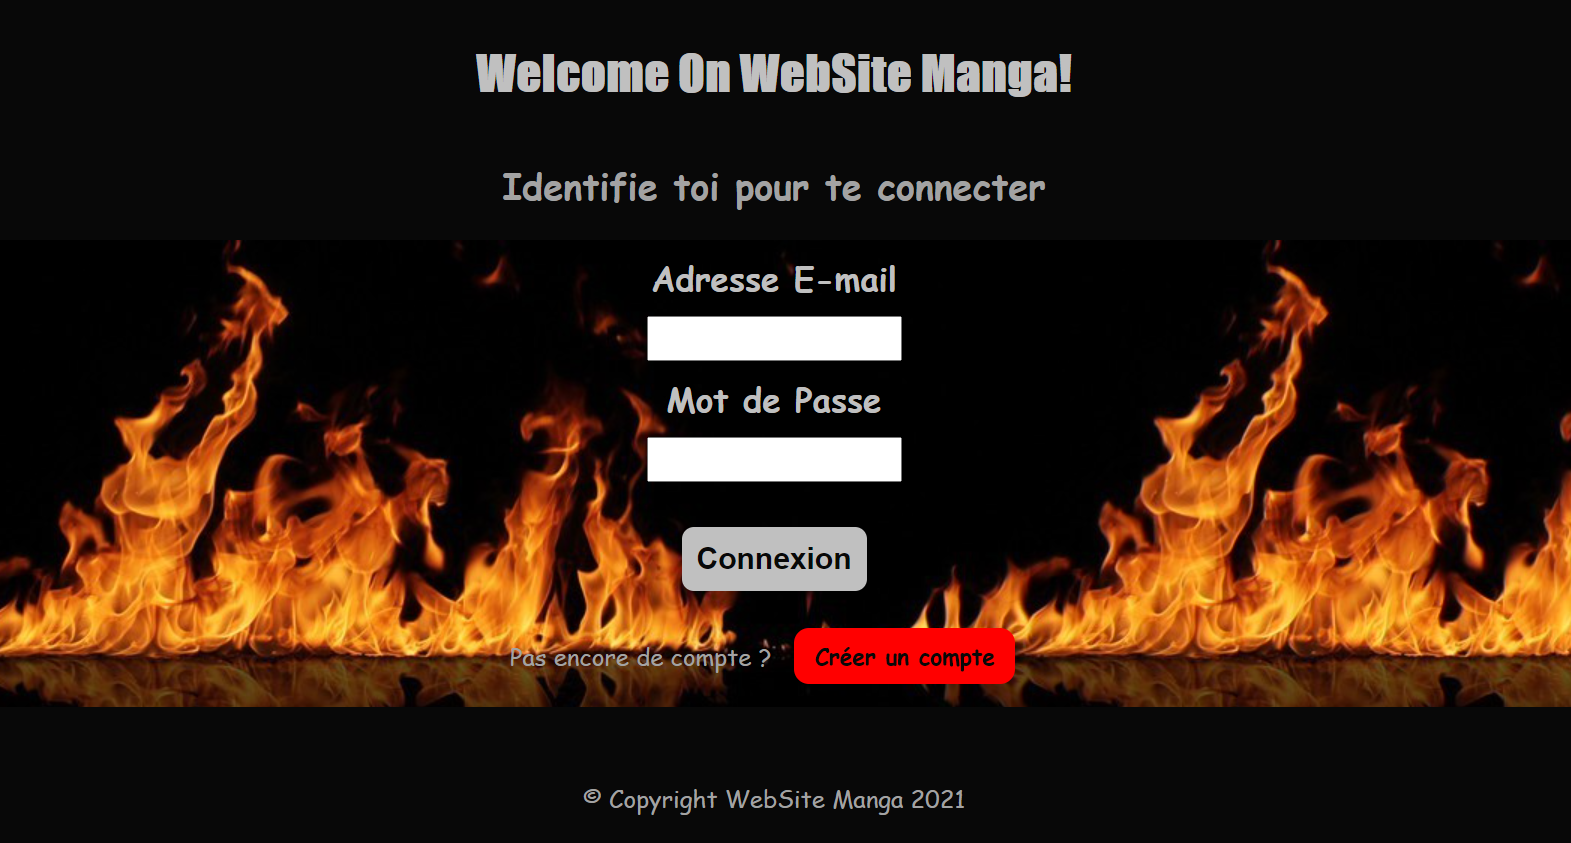 Welcome On WebSite Manga!
Identifie toi pour te connecter
Adresse E-mail
Mot de Passe
Connexion
Pas encore de compte ? Créer un compte
© Copyright WebSite Manga 2021